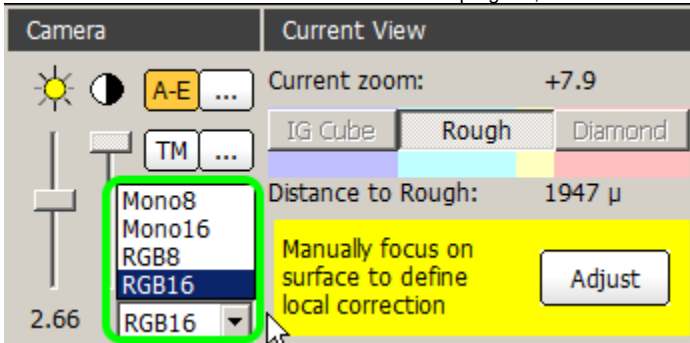 Camera
Current View
A-E
...
Current zoom:
+7.9
IG Cube
Rough
Diamond
TM
...
Distance to Rough:
1947 µ
Mono8
Mono16
RGB8
RGB16
Manually focus on
surface to define
local correction
Adjust
2.66
RGB16